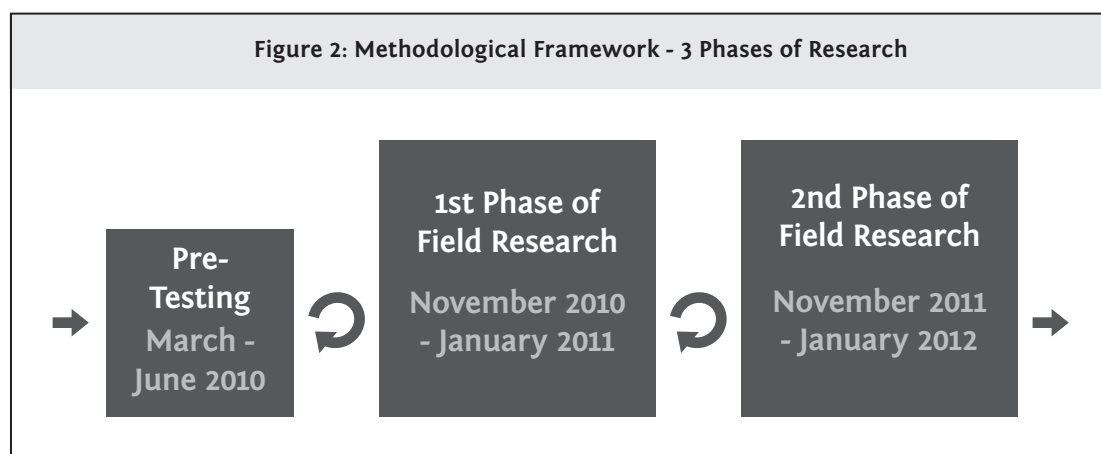 Figure 2: Methodological Framework - 3 Phases of Research
Pre-
Testing
March -
June 2010
1st Phase of
Field Research
November 2010
- January 2011
2nd Phase of
Field Research
November 2011
- January 2012